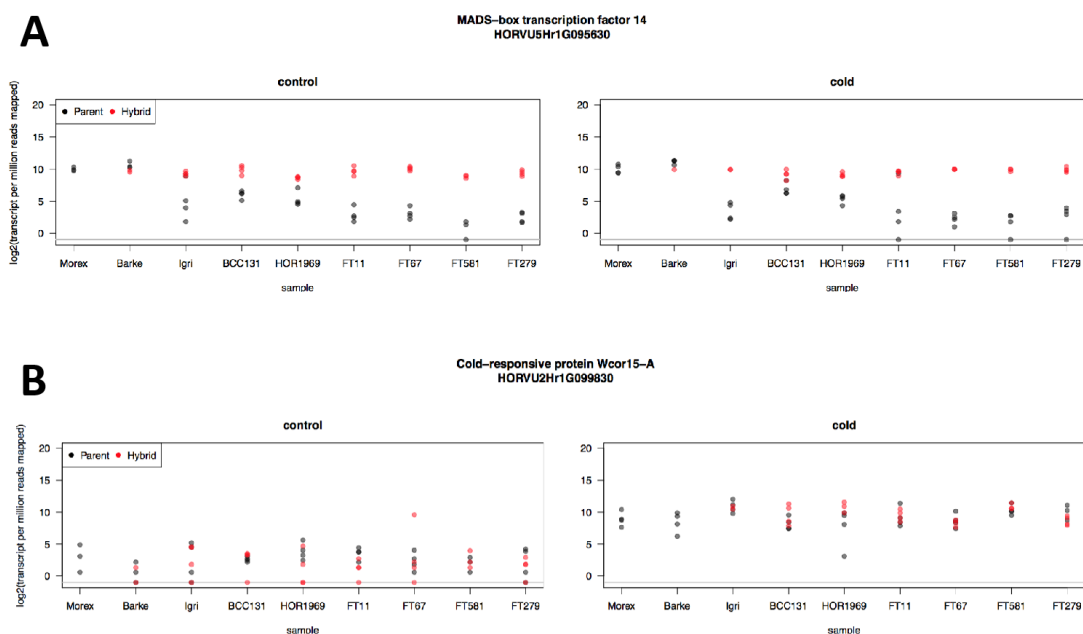 A
MADS–box transcription factor 14
HORVU5Hr1G095630
control
cold
log2(transcript per million reads mapped)
20
15
10
5
0
Parent Hybrid
Morex Barke Igri BCC131 HOR1969 FT11 FT67 FT581 FT279
sample
20
15
10
5
0
Morex Barke Igri BCC131 HOR1969 FT11 FT67 FT581 FT279
sample
B
Cold–responsive protein Wcor15–A
HORVU2Hr1G099830
control
cold
log2(transcript per million reads mapped)
20
15
10
5
0
Parent Hybrid
Morex Barke Igri BCC131 HOR1969 FT11 FT67 FT581 FT279
sample
20
15
10
5
0
Morex Barke Igri BCC131 HOR1969 FT11 FT67 FT581 FT279
sample